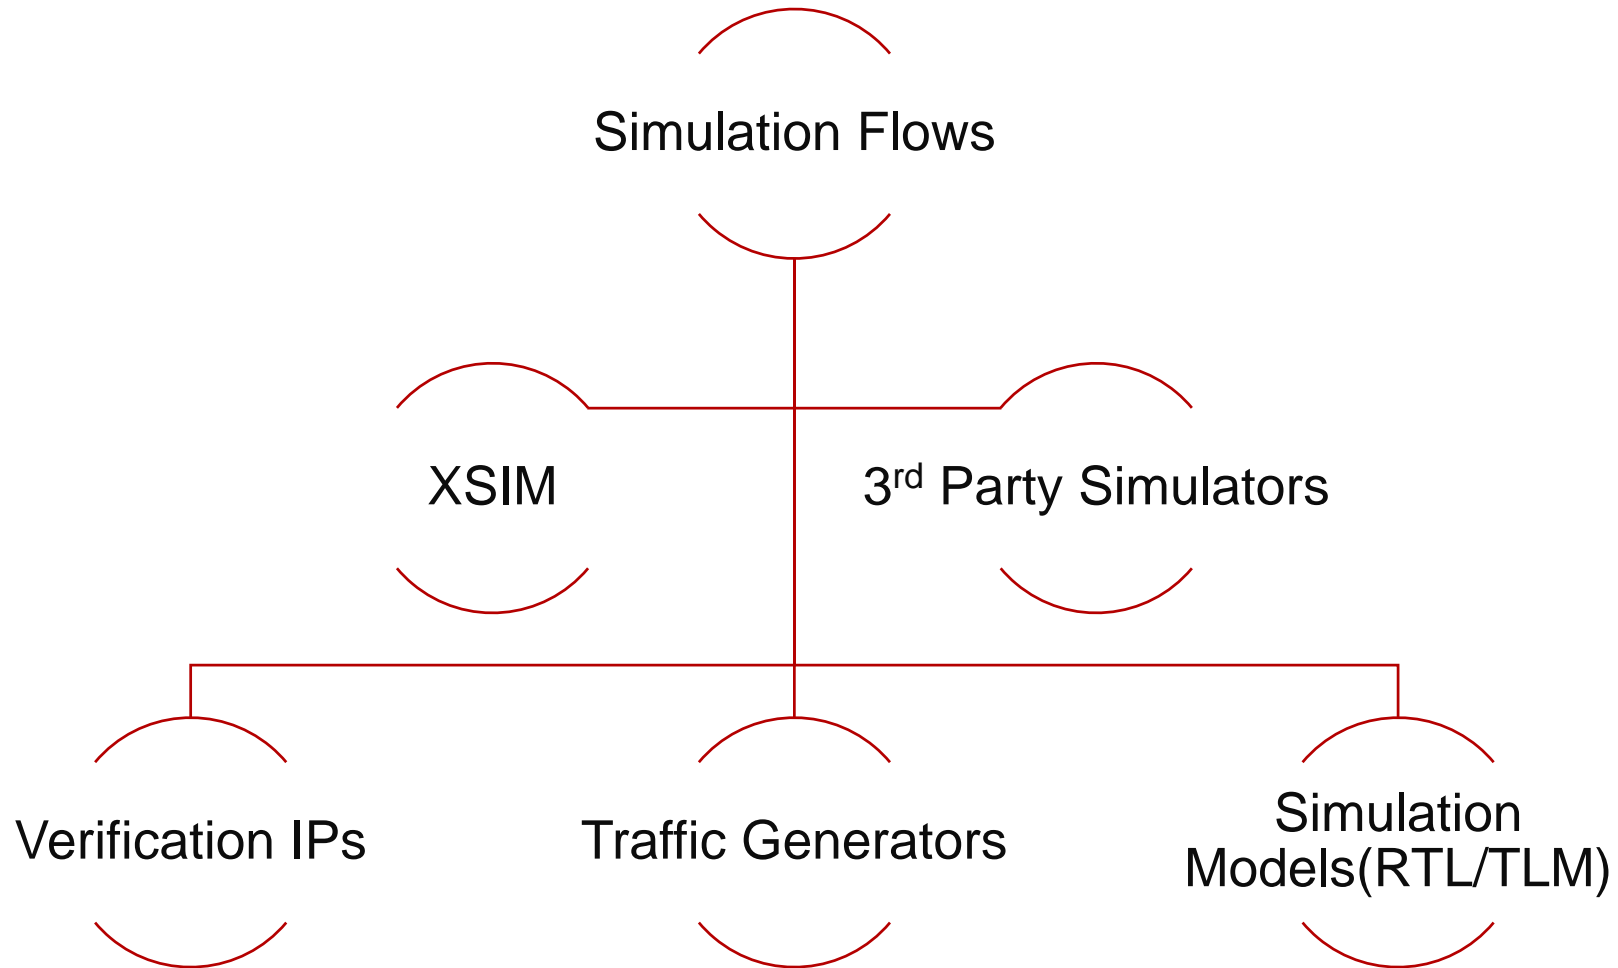 Simulation Flows
XSIM
3rd Party Simulators
Verification IPs
Traffic Generators
Simulation
Models(RTL/TLM)